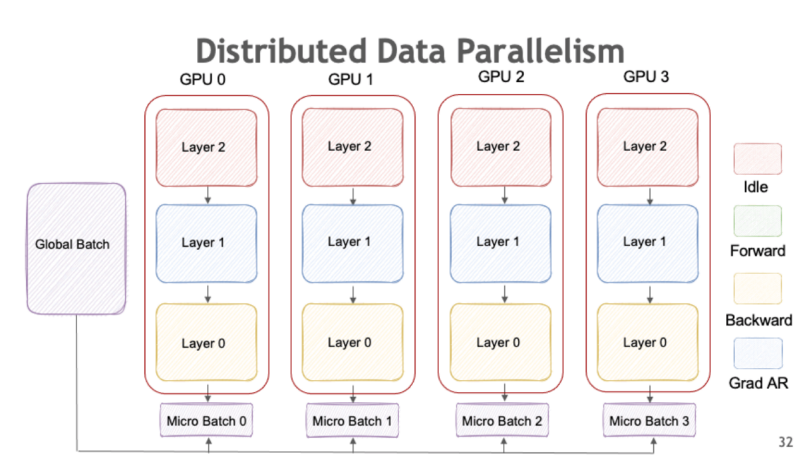 Distributed Data Parallelism
GPU 0
GPU 1
GPU 2
GPU 3
Layer 2
Layer 2
Layer 2
Layer 2
Idle
Global Batch
Layer 1
Layer 1
Layer 1
Layer 1
Forward
Layer 0
Layer 0
Layer 0
Layer 0
Backward
Grad AR
Micro Batch 0
Micro Batch 1
Micro Batch 2
Micro Batch 3
32